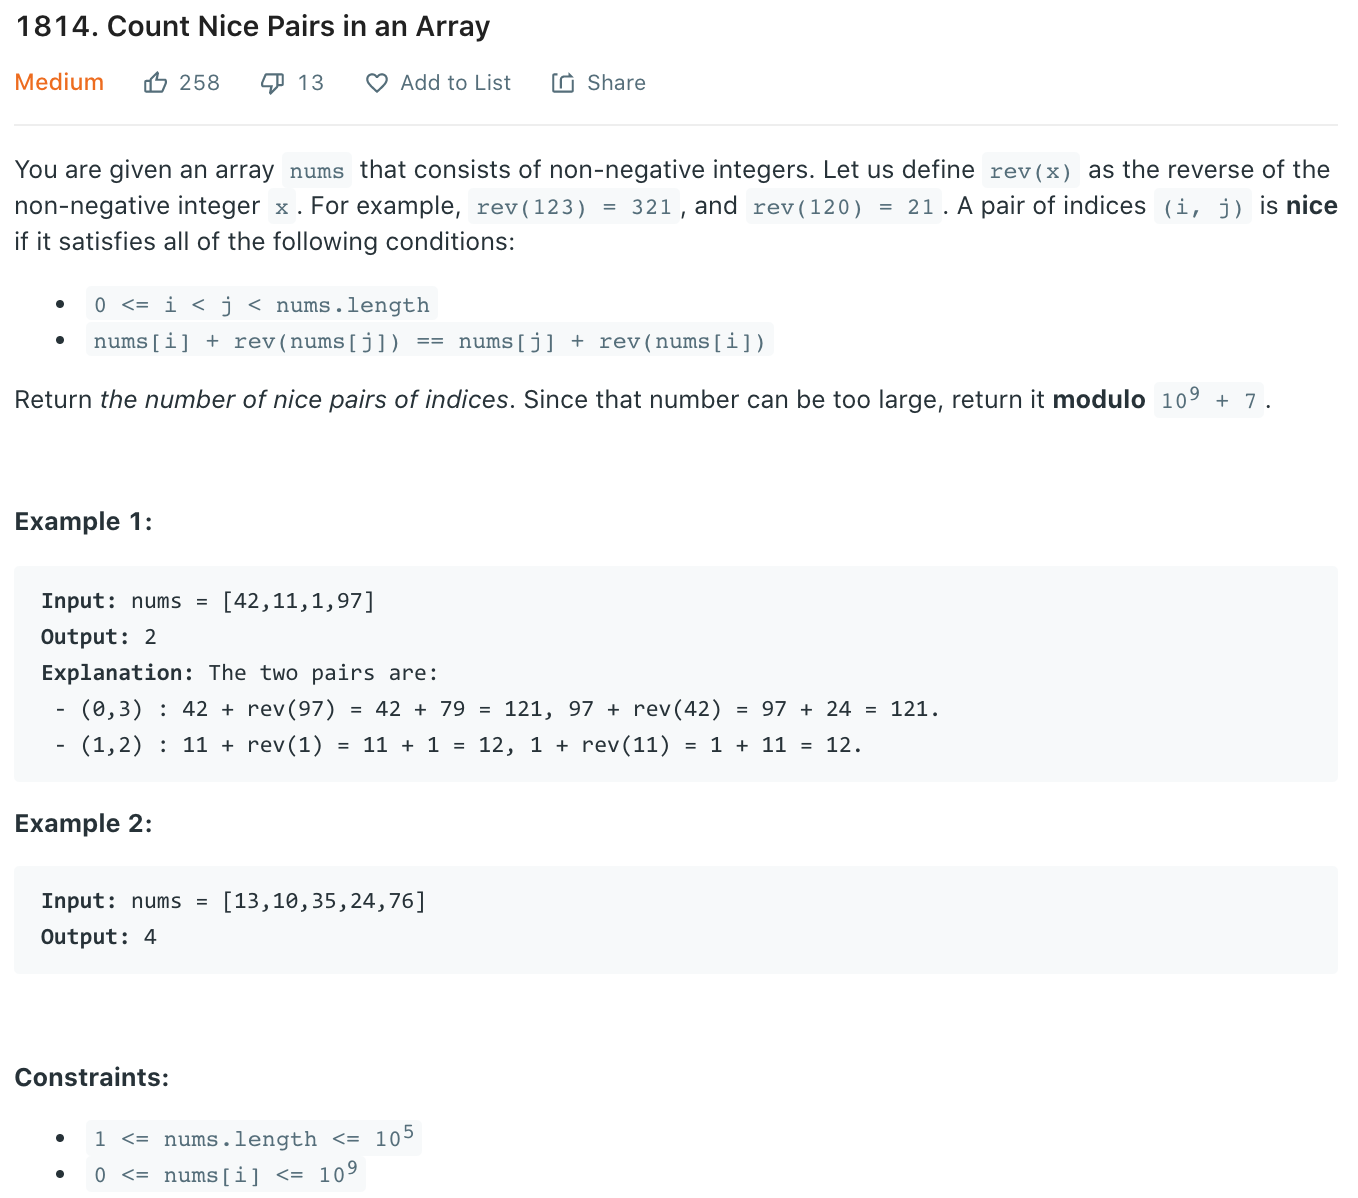 1814. Count Nice Pairs in an Array
Medium 258 13 Add to List Share
You are given an array nums that consists of non-negative integers. Let us define rev(x) as the reverse of the
non-negative integer x. For example, rev(123) = 321, and rev(120) = 21. A pair of indices (i, j) is nice
if it satisfies all of the following conditions:
• 0 <= i < j < nums.length
• nums[i] + rev(nums[j]) == nums[j] + rev(nums[i])
Return the number of nice pairs of indices. Since that number can be too large, return it modulo 10⁹ + 7.
Example 1:
Input: nums = [42,11,1,97]
Output: 2
Explanation: The two pairs are:
- (0,3) : 42 + rev(97) = 42 + 79 = 121, 97 + rev(42) = 97 + 24 = 121.
- (1,2) : 11 + rev(1) = 11 + 1 = 12, 1 + rev(11) = 1 + 11 = 12.
Example 2:
Input: nums = [13,10,35,24,76]
Output: 4
Constraints:
• 1 <= nums.length <= 10⁵
• 0 <= nums[i] <= 10⁹